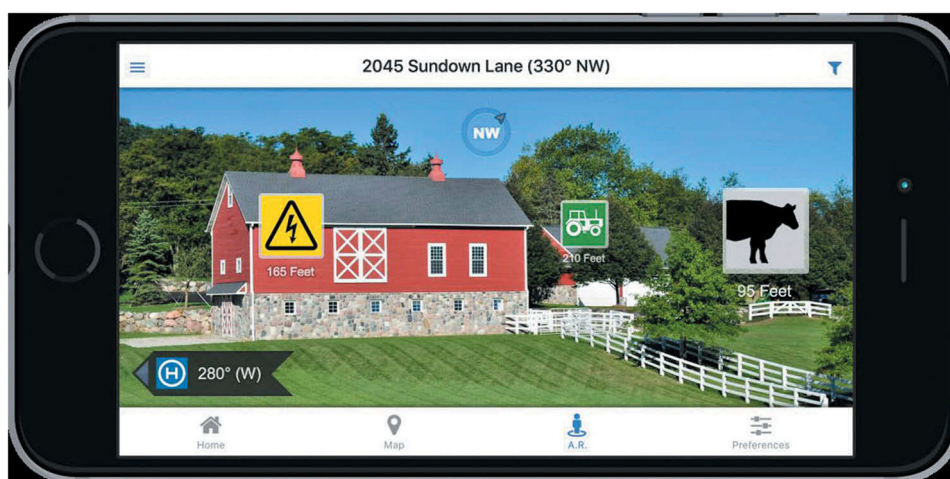 2045 Sundown Lane (330° NW)
NW
165 Feet
210 Feet
95 Feet
H
280° (W)
Home
Map
A.R.
Preferences